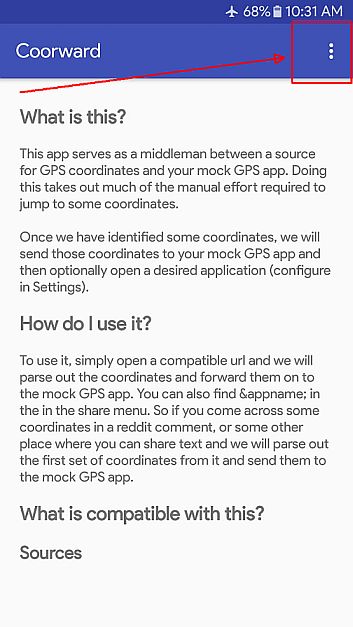 68% 10:31 AM
Coorward
What is this?
This app serves as a middleman between a source
for GPS coordinates and your mock GPS app. Doing
this takes out much of the manual effort required to
jump to some coordinates.
Once we have identified some coordinates, we will
send those coordinates to your mock GPS app and
then optionally open a desired application (configure
in Settings).
How do I use it?
To use it, simply open a compatible url and we will
parse out the coordinates and forward them on to
the mock GPS app. You can also find &appname; in
the in the share menu. So if you come across some
coordinates in a reddit comment, or some other
place where you can share text and we will parse out
the first set of coordinates from it and send them to
the mock GPS app.
What is compatible with this?
Sources